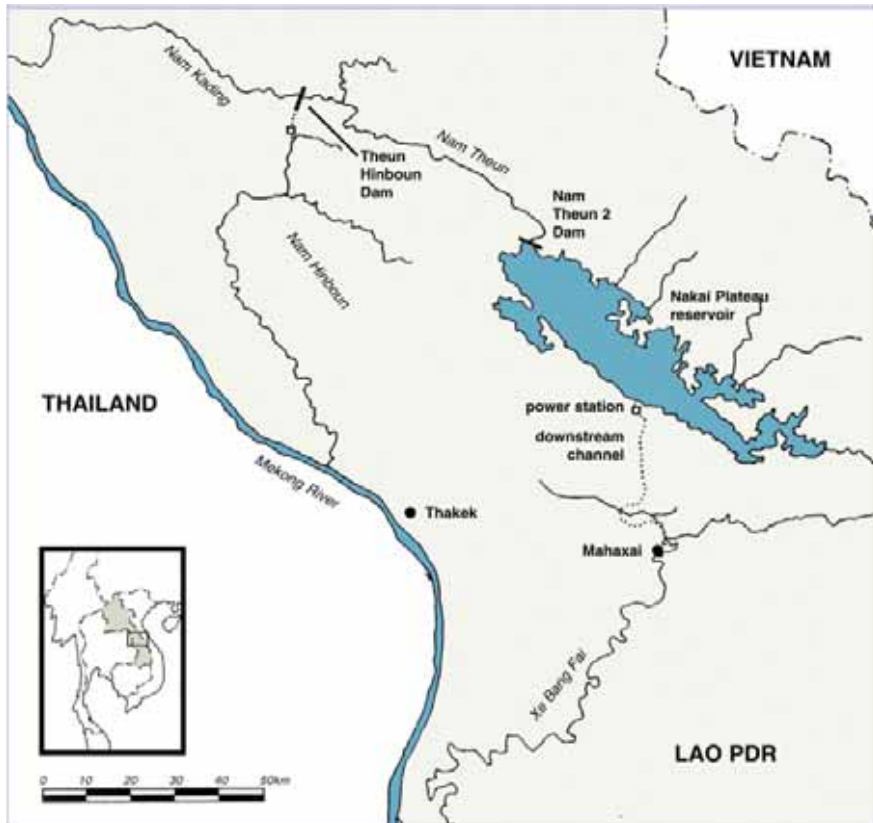 VIETNAM
Nam Kading
Theun
Hinboun
Dam
Nam Theun
Nam
Theun 2
Dam
Nam Hinboun
Nakai Plateau
reservoir
THAILAND
power station
downstream
channel
Mekong River
Thakek
Mahaxai
Xe Bang Fai
LAO PDR
0 10 20 30 40 50km